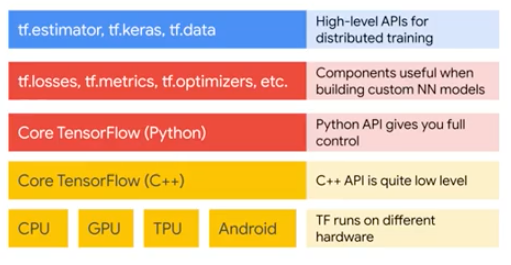 tf.estimator, tf.keras, tf.data
High-level APIs for
distributed training
tf.losses, tf.metrics, tf.optimizers, etc.
Components useful when
building custom NN models
Core TensorFlow (Python)
Python API gives you full
control
Core TensorFlow (C++)
C++ API is quite low level
CPU
GPU
TPU
Android
TF runs on different
hardware